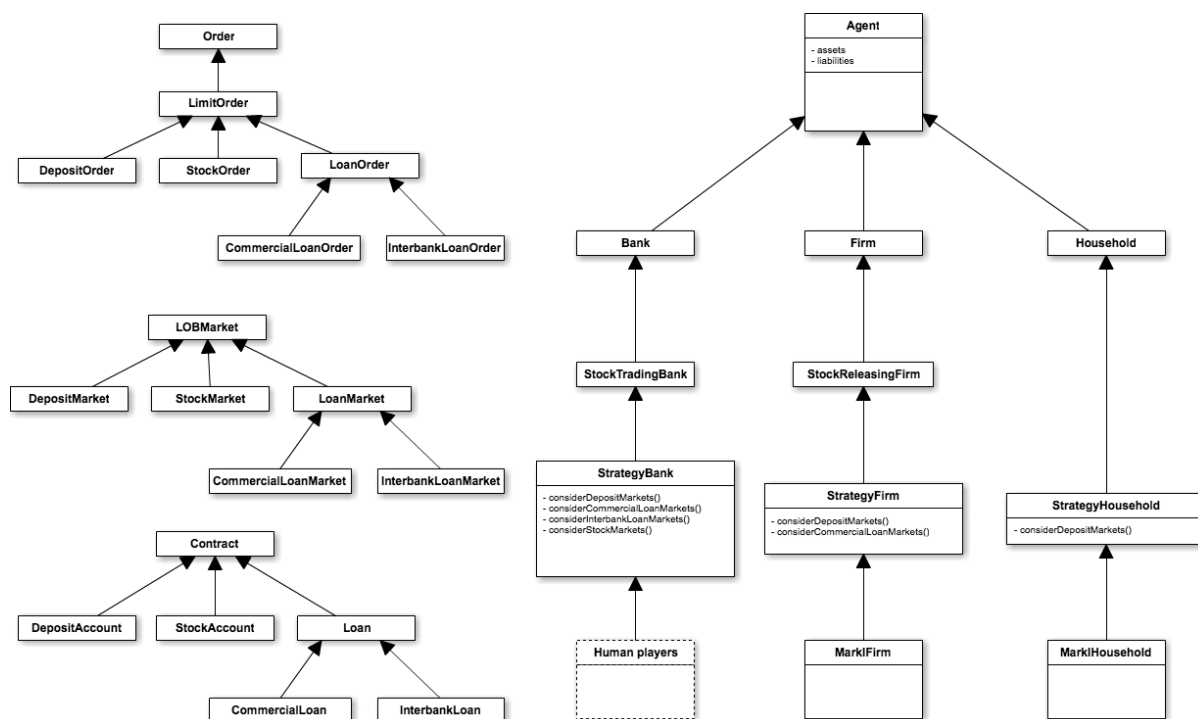 Order
LimitOrder
DepositOrder
StockOrder
LoanOrder
CommercialLoanOrder
InterbankLoanOrder
LOBMarket
DepositMarket
StockMarket
LoanMarket
CommercialLoanMarket
InterbankLoanMarket
Contract
DepositAccount
StockAccount
Loan
CommercialLoan
InterbankLoan
Agent
- assets
- liabilities
Bank
Firm
Household
StockTradingBank
StockReleasingFirm
StrategyBank
- considerDepositMarkets()
- considerCommercialLoanMarkets()
- considerInterbankLoanMarkets()
- considerStockMarkets()
StrategyFirm
- considerDepositMarkets()
- considerCommercialLoanMarkets()
StrategyHousehold
- considerDepositMarkets()
Human players
MarkIFirm
MarkIHousehold